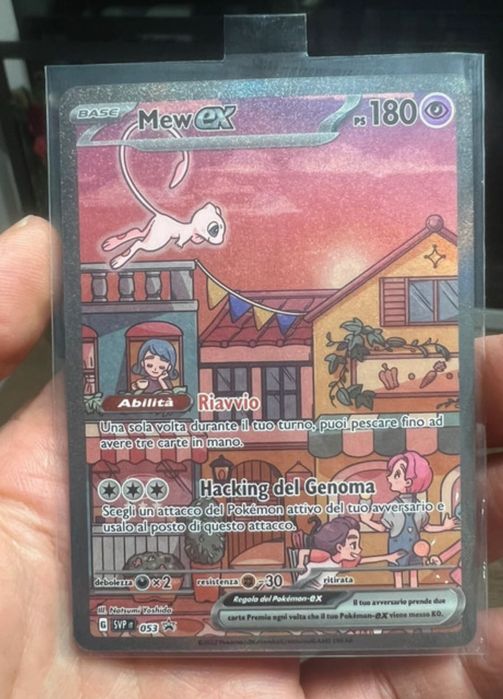 BASE Mew ex PS 180
Abilità Riavvio
Una sola volta durante il tuo turno, puoi pescare fino ad
avere tre carte in mano.
Hacking del Genoma
Scegli un attacco del Pokémon attivo del tuo avversario e
usalo al posto di questo attacco.
debolezza ×2 resistenza -30 ritirata
Regola del Pokémon-ex Il tuo avversario prende due
carte Premio ogni volta che il tuo Pokémon-ex viene messo KO.
Ill. Natsumi Yoshida
G SVP IT 053